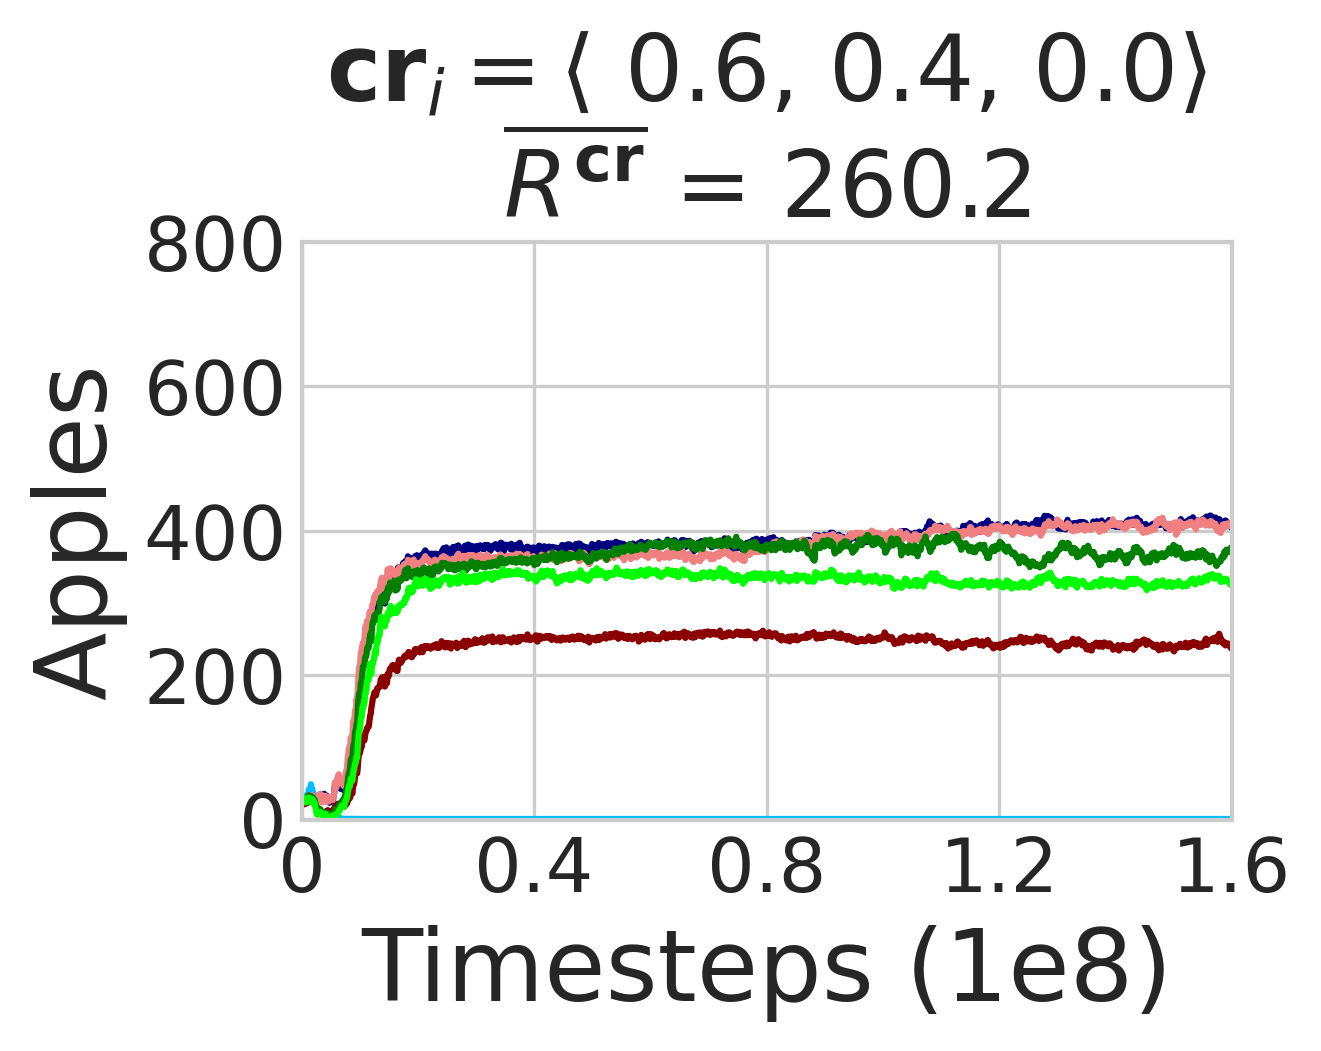 cr_i = ⟨ 0.6, 0.4, 0.0⟩
R^cr = 260.2
800
600
400
200
0
Apples
0 0.4 0.8 1.2 1.6
Timesteps (1e8)